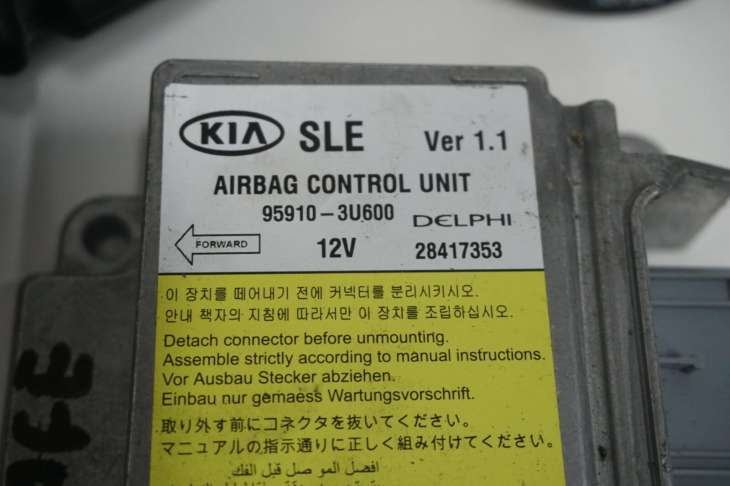 KIA SLE Ver 1.1
AIRBAG CONTROL UNIT
95910-3U600 DELPHI
FORWARD 12V 28417353
이 장치를 떼어내기 전에 커넥터를 분리시키시오.
안내 책자의 지침에 따라서만 이 장치를 조립하십시오.
Detach connector before unmounting.
Assemble strictly according to manual instructions.
Vor Ausbau Stecker abziehen.
Einbau nur gemaess Wartungsvorschrift.
取り外す前にコネクタを抜いてください。
マニュアルの指示通りに正しく組み付けてください。
افصل الموصل قبل الفك